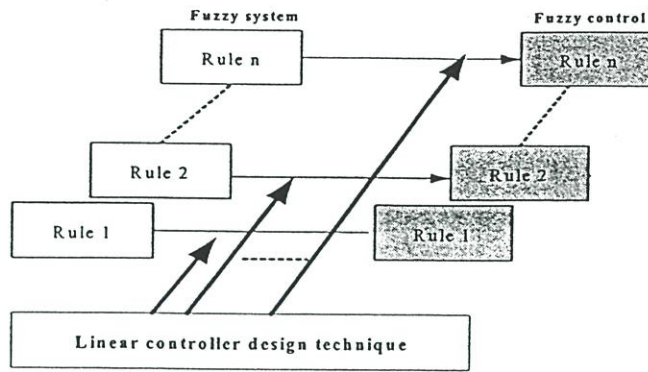 Fuzzy system
Fuzzy control
Rule n
Rule n
Rule 2
Rule 2
Rule 1
Rule 1
Linear controller design technique